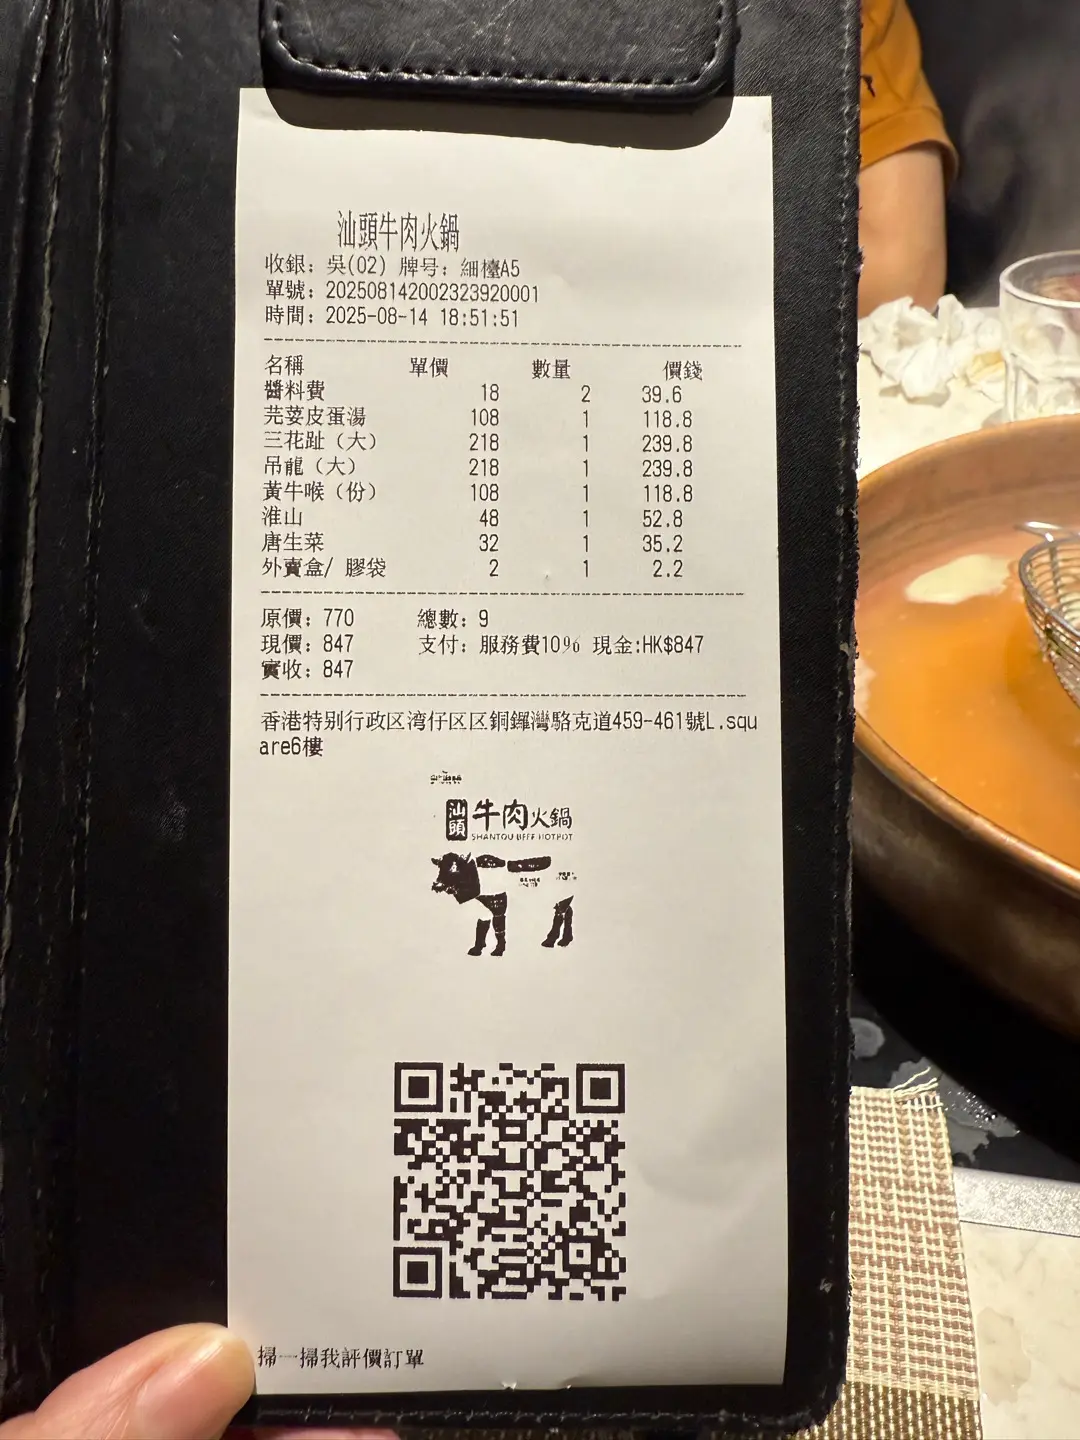 汕頭牛肉火鍋
收銀：吳(02) 牌号：細檯A5
單號：202508142002323920001
時間：2025-08-14 18:51:51
名稱 單價 數量 價錢
醬料費 18 2 39.6
芫荽皮蛋湯 108 1 118.8
三花趾（大） 218 1 239.8
吊龍（大） 218 1 239.8
黃牛喉（份） 108 1 118.8
淮山 48 1 52.8
唐生菜 32 1 35.2
外賣盒/ 膠袋 2 1 2.2
原價：770 總數：9
現價：847 支付：服務費10% 現金:HK$847
實收：847
香港特别行政区湾仔区区銅鑼灣駱克道459-461號L.squ
are6樓
汕頭牛肉火鍋
SHANTOU BEEF HOTPOT
掃一掃我評價訂單